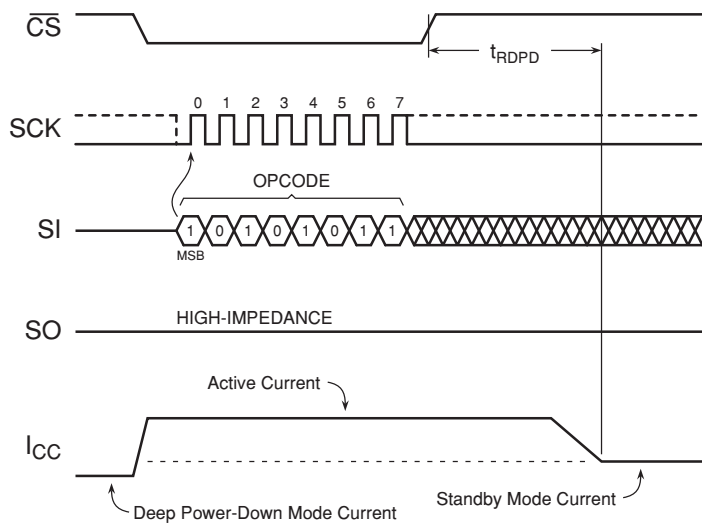 CS
tRDPD
0 1 2 3 4 5 6 7
SCK
OPCODE
SI
1 0 1 0 1 0 1 1
MSB
HIGH-IMPEDANCE
SO
Active Current
ICC
Deep Power-Down Mode Current
Standby Mode Current